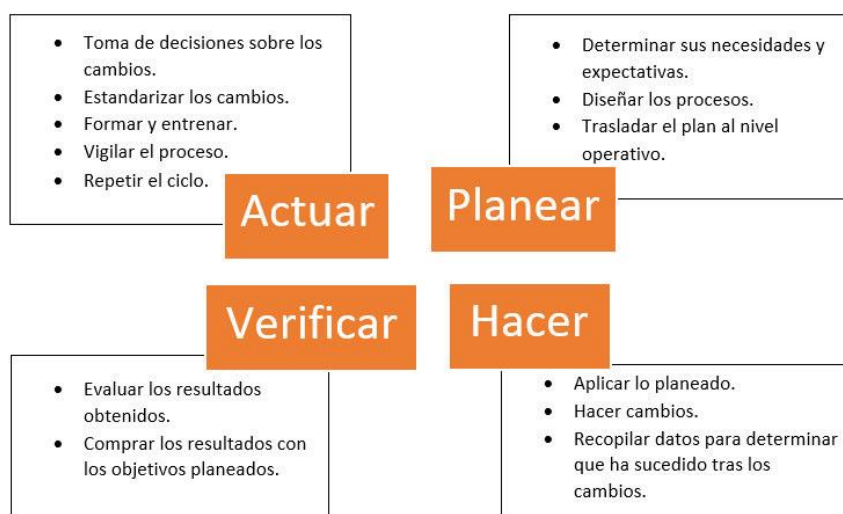 • Toma de decisiones sobre los
cambios.
• Estandarizar los cambios.
• Formar y entrenar.
• Vigilar el proceso.
• Repetir el ciclo.
Actuar
• Determinar sus necesidades y
expectativas.
• Diseñar los procesos.
• Trasladar el plan al nivel
operativo.
Planear
Verificar
• Evaluar los resultados
obtenidos.
• Comprar los resultados con
los objetivos planeados.
Hacer
• Aplicar lo planeado.
• Hacer cambios.
• Recopilar datos para determinar
que ha sucedido tras los
cambios.